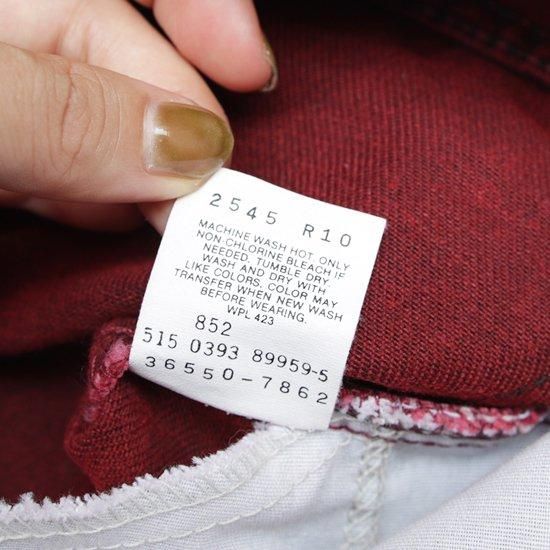 2545 R10
MACHINE WASH HOT, ONLY
NON-CHLORINE BLEACH IF
NEEDED, TUMBLE DRY.
WASH AND DRY WITH
LIKE COLORS, COLOR MAY
TRANSFER WHEN NEW WASH
BEFORE WEARING.
WPL 423
852
515 0393 89959-5
36550-7862